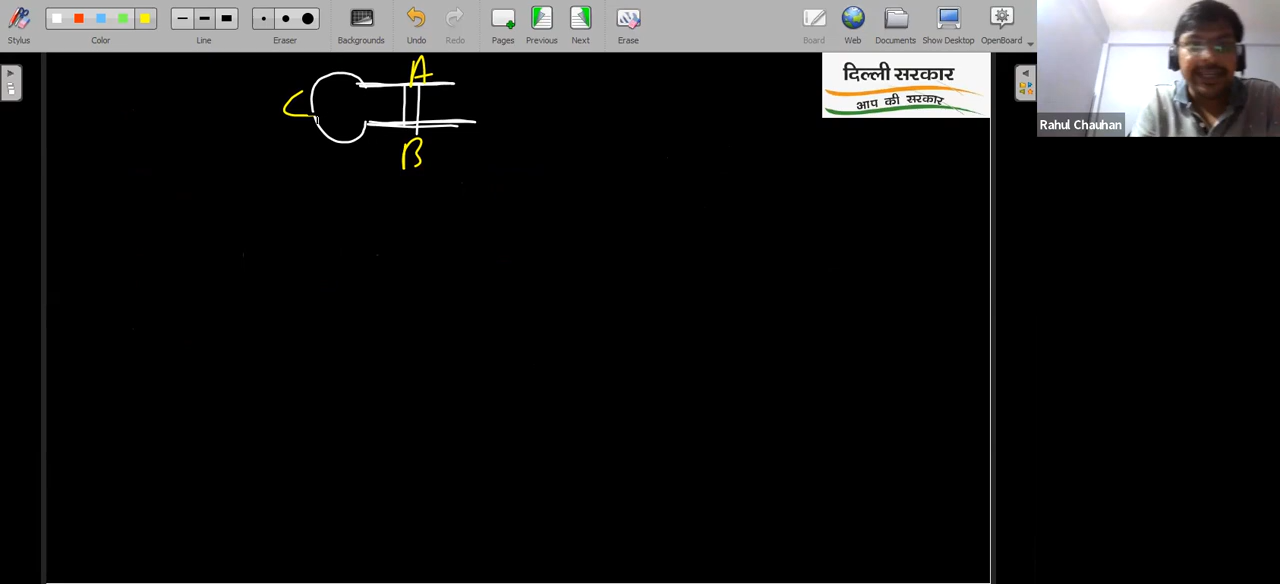 Stylus
Color
Line
Eraser
Backgrounds
Undo
Redo
Pages
Previous
Next
Erase
Board
Web
Documents
Show Desktop
OpenBoard
दिल्ली सरकार
आप की सरकार
Rahul Chauhan
A
C
B